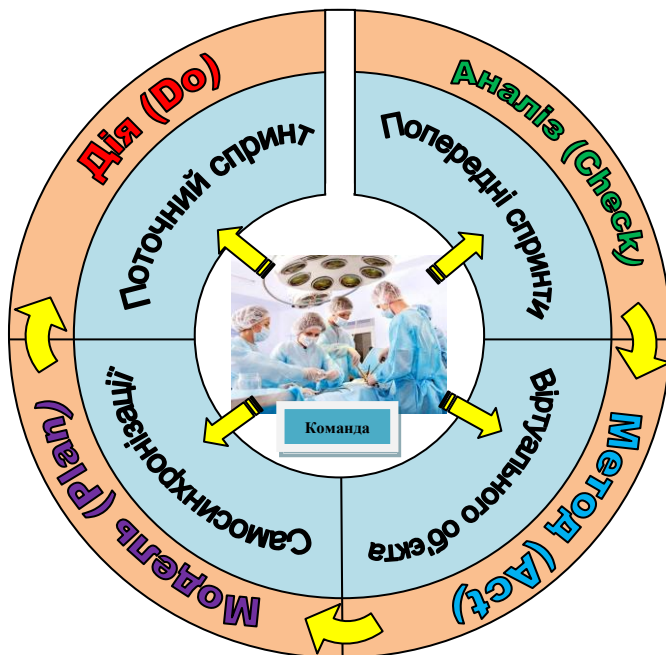 Дія (Do)
Аналіз (Check)
Поточний спринт
Попередні спринти
Команда
Самосинхронізації!!
Віртуального об'єкта
Модель (Plan)
Метод (Act)